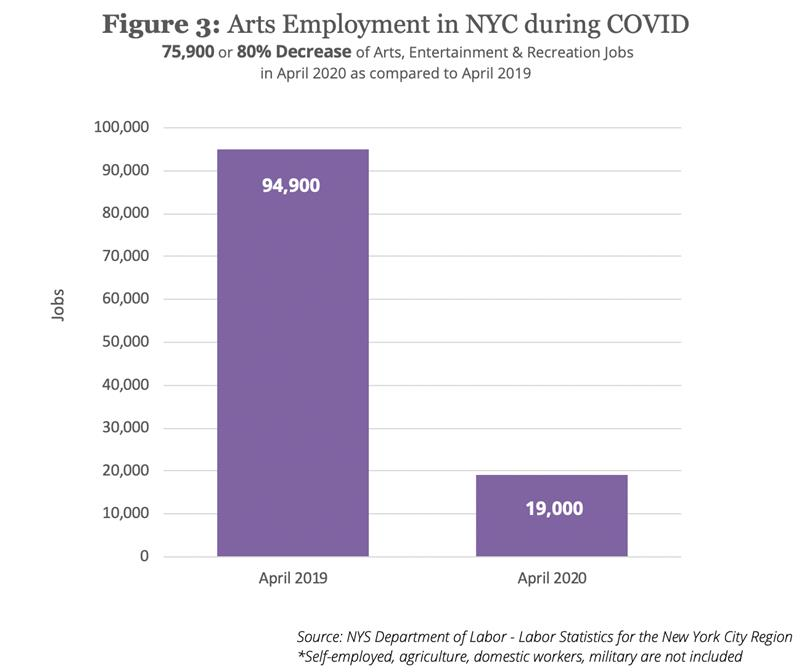 Figure 3: Arts Employment in NYC during COVID
75,900 or 80% Decrease of Arts, Entertainment & Recreation Jobs
in April 2020 as compared to April 2019
100,000
90,000
80,000
70,000
60,000
50,000
40,000
30,000
20,000
10,000
0
Jobs
94,900
19,000
April 2019
April 2020
Source: NYS Department of Labor - Labor Statistics for the New York City Region
*Self-employed, agriculture, domestic workers, military are not included